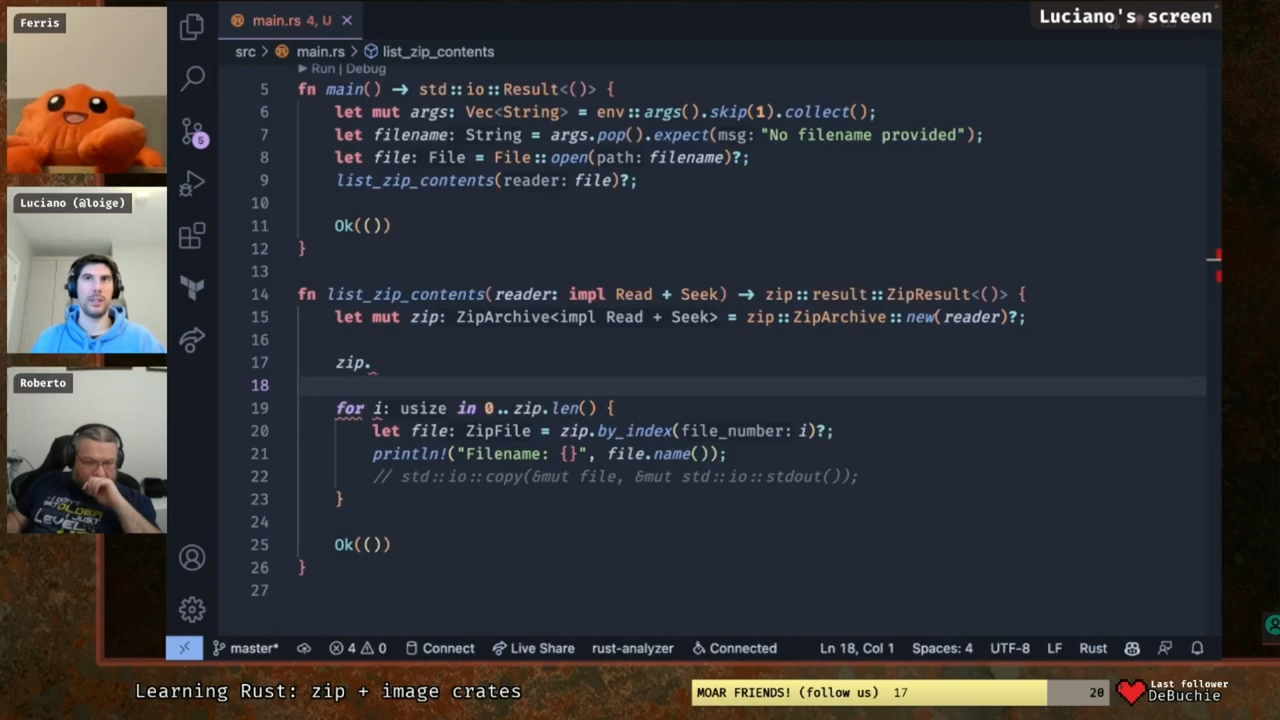 Ferris
Luciano (@loige)
Roberto
main.rs 4, U
Luciano's screen
src > main.rs > list_zip_contents
Run | Debug
5 fn main() → std::io::Result<()> {
6 let mut args: Vec<String> = env::args().skip(1).collect();
7 let filename: String = args.pop().expect(msg: "No filename provided");
8 let file: File = File::open(path: filename)?;
9 list_zip_contents(reader: file)?;
10
11 Ok(())
12 }
13
14 fn list_zip_contents(reader: impl Read + Seek) → zip::result::ZipResult<()> {
15 let mut zip: ZipArchive<impl Read + Seek> = zip::ZipArchive::new(reader)?;
16
17 zip.
18
19 for i: usize in 0..zip.len() {
20 let file: ZipFile = zip.by_index(file_number: i)?;
21 println!("Filename: {}", file.name());
22 // std::io::copy(&mut file, &mut std::io::stdout());
23 }
24
25 Ok(())
26 }
27
5
master* 4 0 Connect Live Share rust-analyzer Connected Ln 18, Col 1 Spaces: 4 UTF-8 LF Rust
Learning Rust: zip + image crates
MOAR FRIENDS! (follow us) 17 20
Last follower
DeBuchie